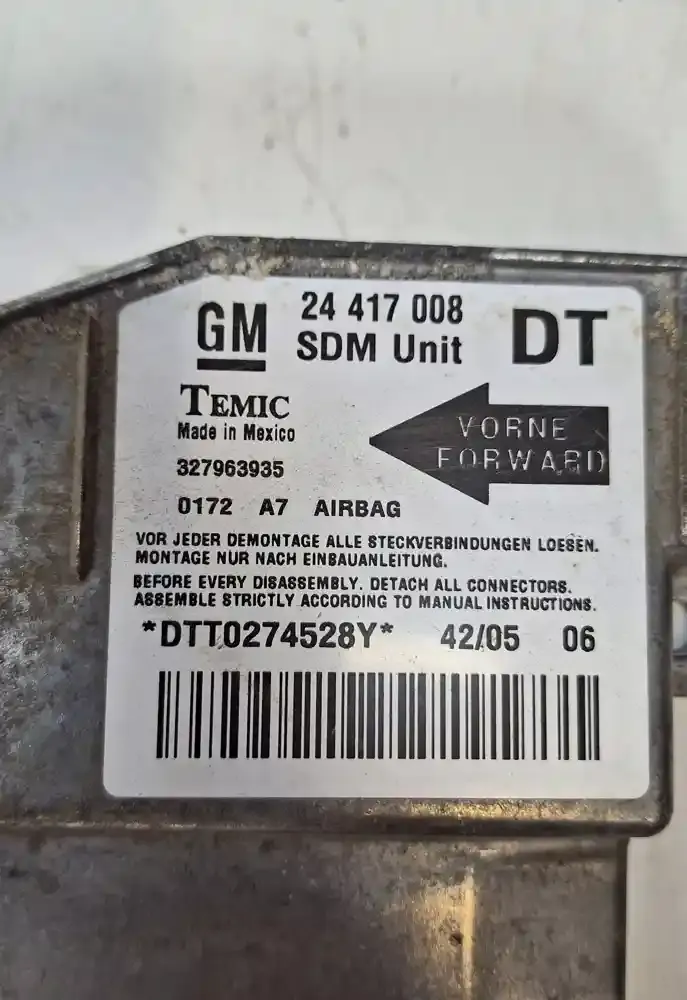 GM
24 417 008
SDM Unit
DT
TEMIC
Made in Mexico
VORNE
FORWARD
327963935
0172 A7 AIRBAG
VOR JEDER DEMONTAGE ALLE STECKVERBINDUNGEN LOESEN.
MONTAGE NUR NACH EINBAUANLEITUNG.
BEFORE EVERY DISASSEMBLY. DETACH ALL CONNECTORS.
ASSEMBLE STRICTLY ACCORDING TO MANUAL INSTRUCTIONS.
*DTT0274528Y* 42/05 06